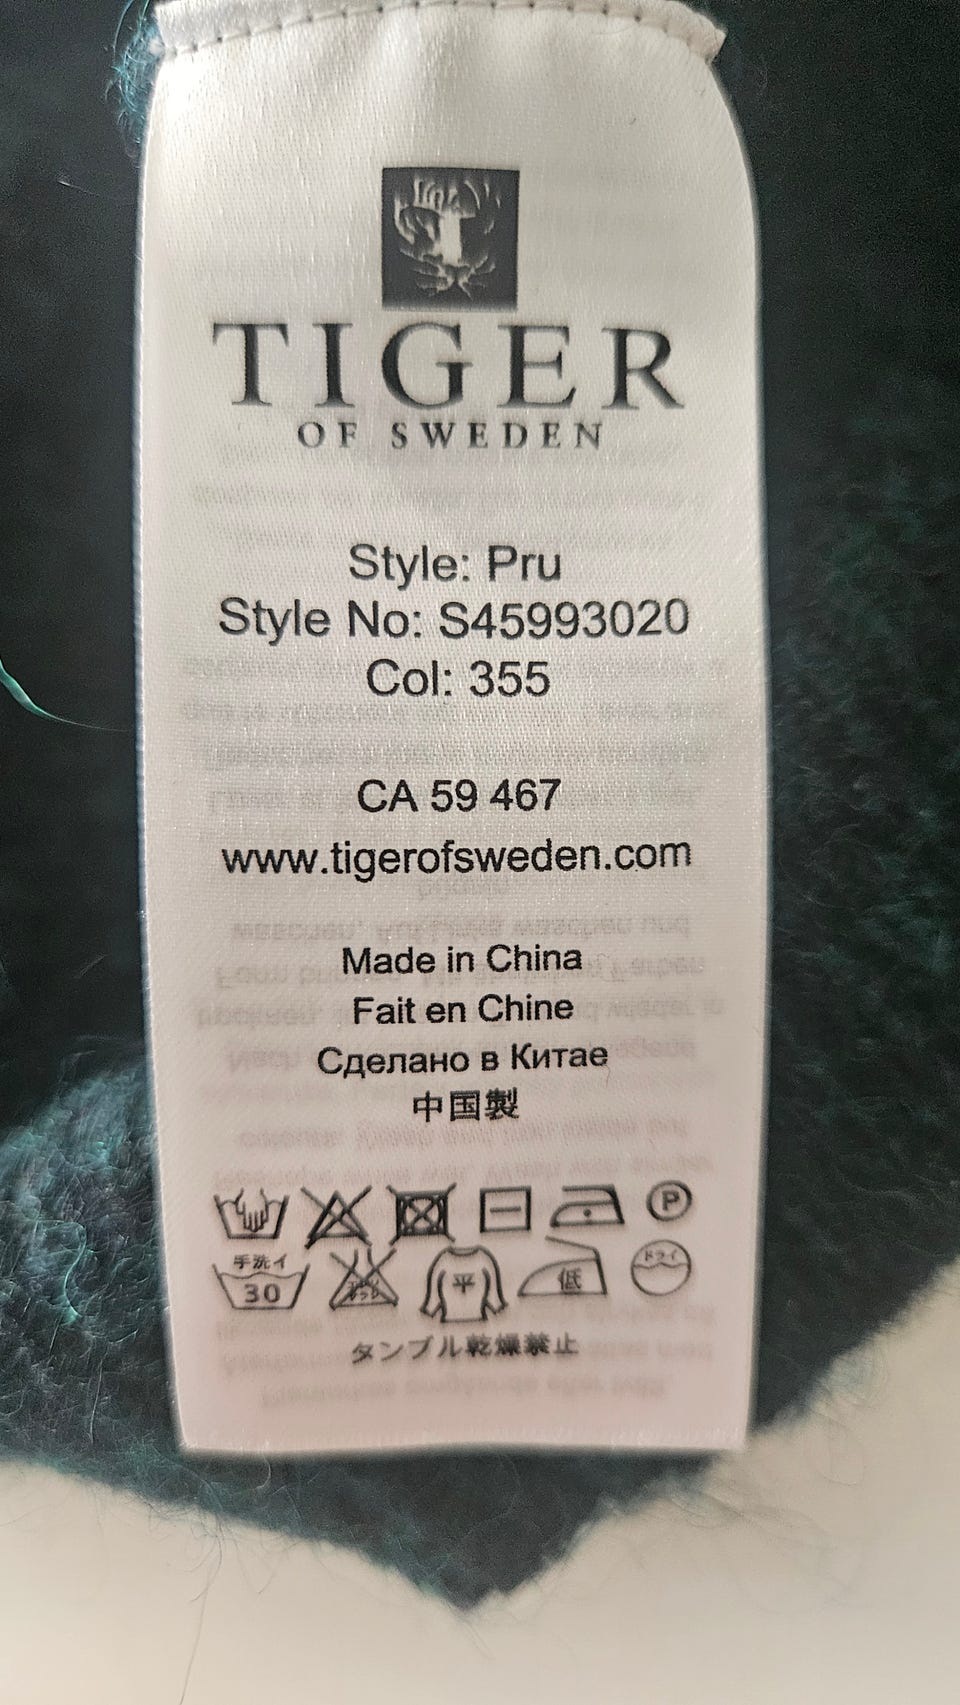 TIGER
OF SWEDEN
Style: Pru
Style No: S45993020
Col: 355
CA 59 467
www.tigerofsweden.com
Made in China
Fait en Chine
Сделано в Китае
中国製
P
手洗イ
30
平
低
ドライ
タンブル乾燥禁止